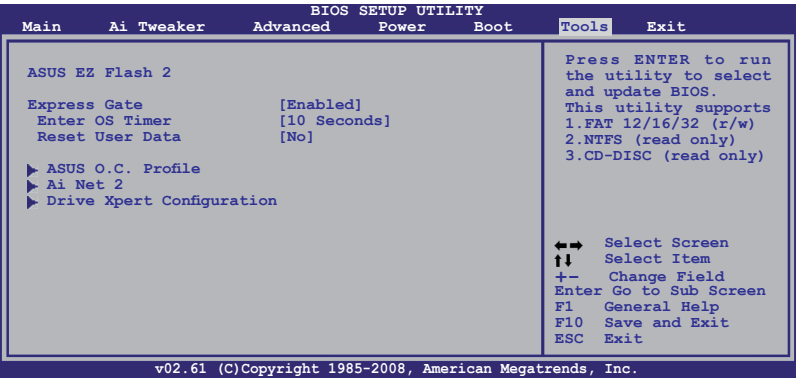 BIOS SETUP UTILITY
Main Ai Tweaker Advanced Power Boot Tools Exit
ASUS EZ Flash 2
Express Gate [Enabled]
Enter OS Timer [10 Seconds]
Reset User Data [No]
ASUS O.C. Profile
Ai Net 2
Drive Xpert Configuration
Press ENTER to run
the utility to select
and update BIOS.
This utility supports
1.FAT 12/16/32 (r/w)
2.NTFS (read only)
3.CD-DISC (read only)
←→ Select Screen
↑↓ Select Item
+- Change Field
Enter Go to Sub Screen
F1 General Help
F10 Save and Exit
ESC Exit
v02.61 (C)Copyright 1985-2008, American Megatrends, Inc.